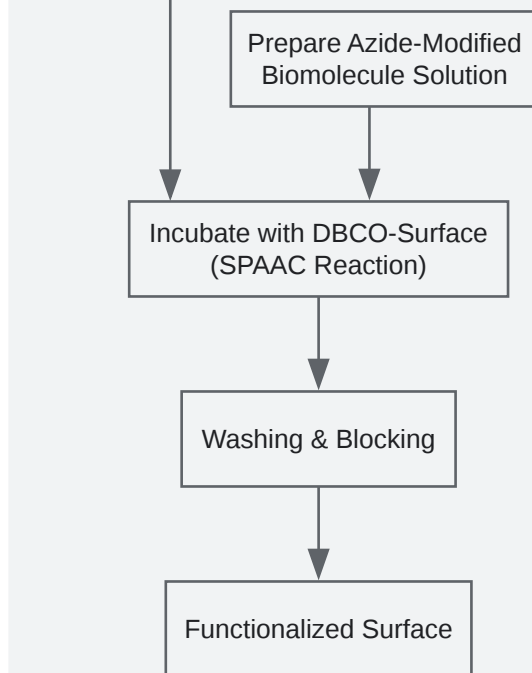 Prepare Azide-Modified
Biomolecule Solution
Incubate with DBCO-Surface
(SPAAC Reaction)
Washing & Blocking
Functionalized Surface